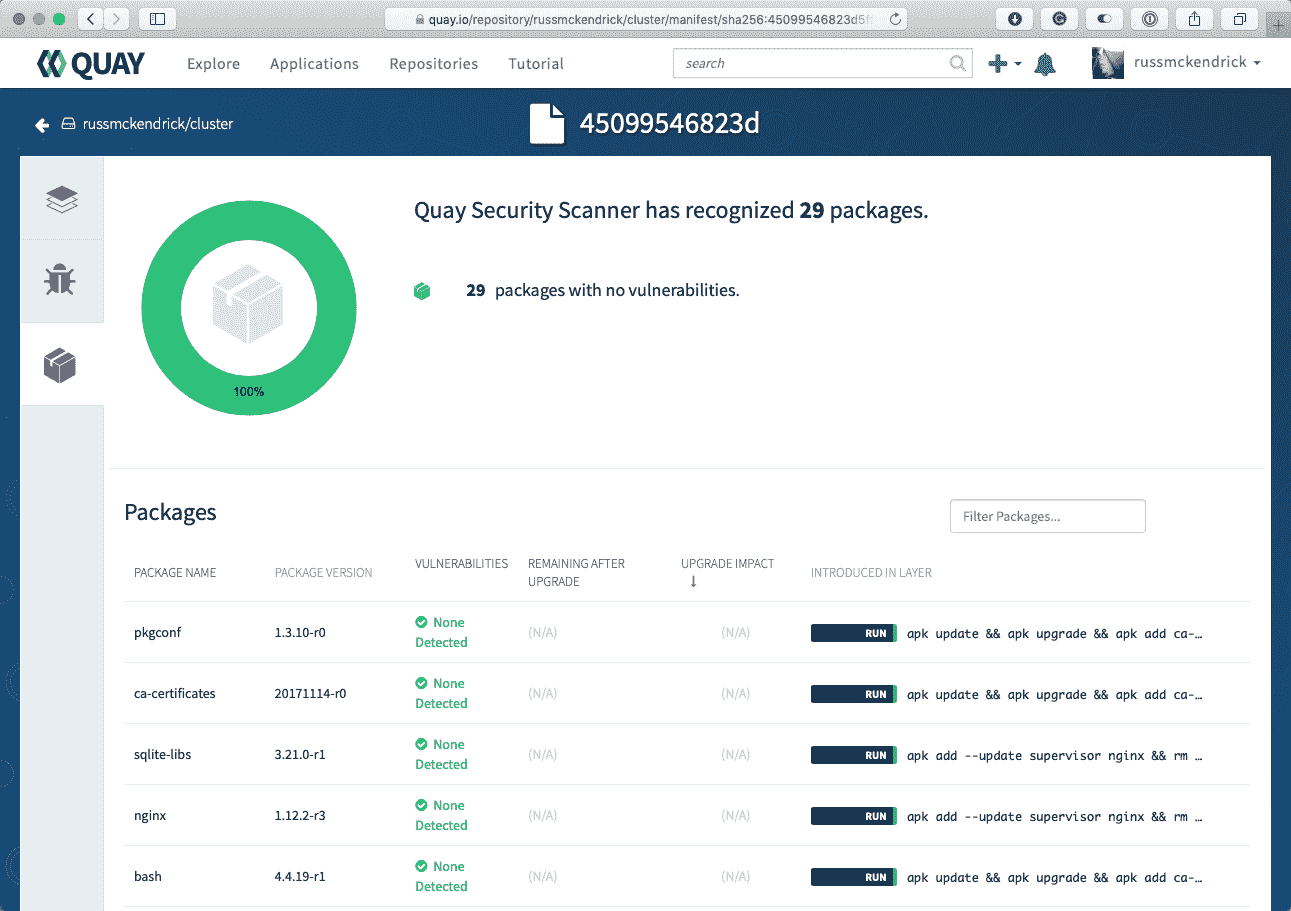 quay.io/repository/russmckendrick/cluster/manifest/sha256:45099546823d5f
QUAY
Explore Applications Repositories Tutorial
search
russmckendrick
russmckendrick/cluster
45099546823d
Quay Security Scanner has recognized 29 packages.
29 packages with no vulnerabilities.
100%
Packages
Filter Packages...
PACKAGE NAME PACKAGE VERSION VULNERABILITIES REMAINING AFTER UPGRADE UPGRADE IMPACT INTRODUCED IN LAYER
pkgconf 1.3.10-r0 None Detected (N/A) (N/A) RUN apk update && apk upgrade && apk add ca-…
ca-certificates 20171114-r0 None Detected (N/A) (N/A) RUN apk update && apk upgrade && apk add ca-…
sqlite-libs 3.21.0-r1 None Detected (N/A) (N/A) RUN apk add --update supervisor nginx && rm …
nginx 1.12.2-r3 None Detected (N/A) (N/A) RUN apk add --update supervisor nginx && rm …
bash 4.4.19-r1 None Detected (N/A) (N/A) RUN apk update && apk upgrade && apk add ca-…